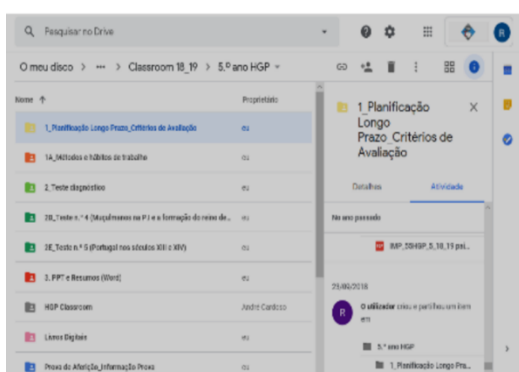 Pesquisar no Drive
R
O meu disco > ··· > Classroom 18_19 > 5.º ano HGP
Nome ↑
Proprietário
1_Planificação Longo Prazo_Critérios de Avaliação
eu
1A_Métodos e hábitos de trabalho
eu
2_Teste diagnóstico
eu
2B_Teste n.º 4 (Muçulmanos na P.I e a formação do reino de...
eu
2E_Teste n.º 5 (Portugal nos séculos XIII e XIV)
eu
3. PPT e Resumos (Word)
eu
HGP Classroom
André Cardoso
Livros Digitais
eu
Prova de Aferição_Informação Prova
eu
1_Planificação
Longo
Prazo_Critérios de
Avaliação
Detalhes
Atividade
No ano passado
25/09/2018
R
O utilizador criou e partilhou um item
em
5.º ano HGP
1_Planificação Longo Pra...